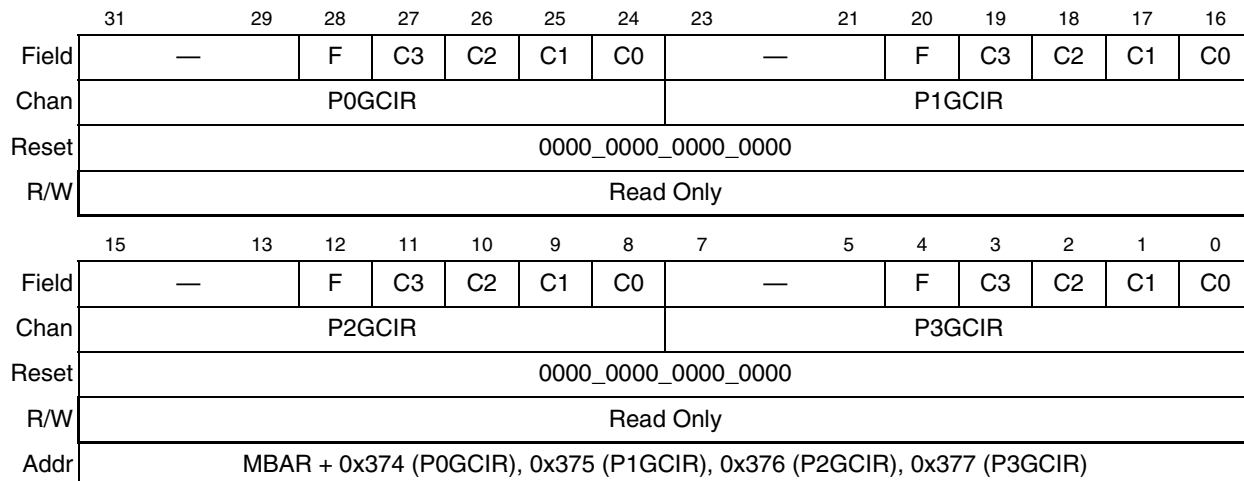 31 29 28 27 26 25 24 23 21 20 19 18 17 16
Field — F C3 C2 C1 C0 — F C3 C2 C1 C0
Chan P0GCIR P1GCIR
Reset 0000_0000_0000_0000
R/W Read Only
15 13 12 11 10 9 8 7 5 4 3 2 1 0
Field — F C3 C2 C1 C0 — F C3 C2 C1 C0
Chan P2GCIR P3GCIR
Reset 0000_0000_0000_0000
R/W Read Only
Addr MBAR + 0x374 (P0GCIR), 0x375 (P1GCIR), 0x376 (P2GCIR), 0x377 (P3GCIR)